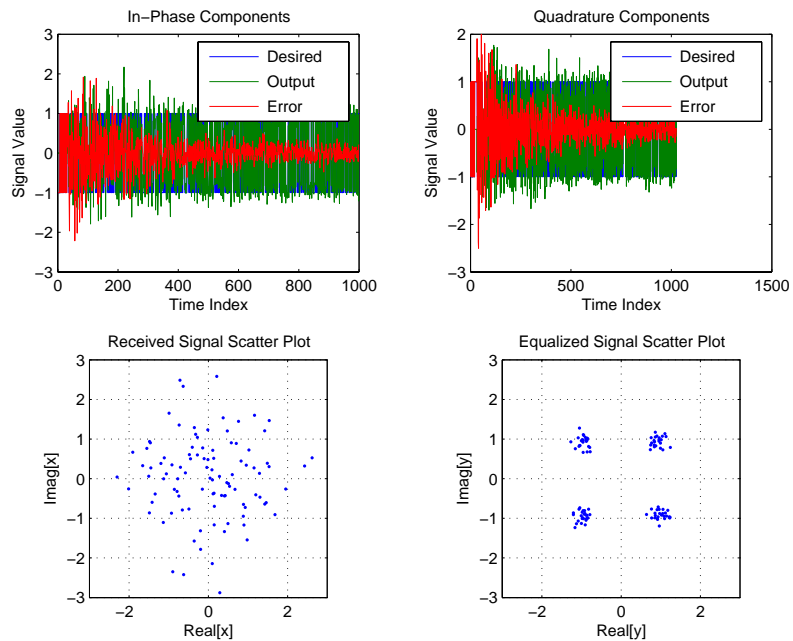 In−Phase Components
3
2
1
0
−1
−2
−3
Signal Value
0 200 400 600 800 1000
Time Index
Desired
Output
Error
Quadrature Components
2
1
0
−1
−2
−3
Signal Value
0 500 1000 1500
Time Index
Desired
Output
Error
Received Signal Scatter Plot
3
2
1
0
−1
−2
−3
Imag[x]
−2 0 2
Real[x]
Equalized Signal Scatter Plot
3
2
1
0
−1
−2
−3
Imag[y]
−2 0 2
Real[y]